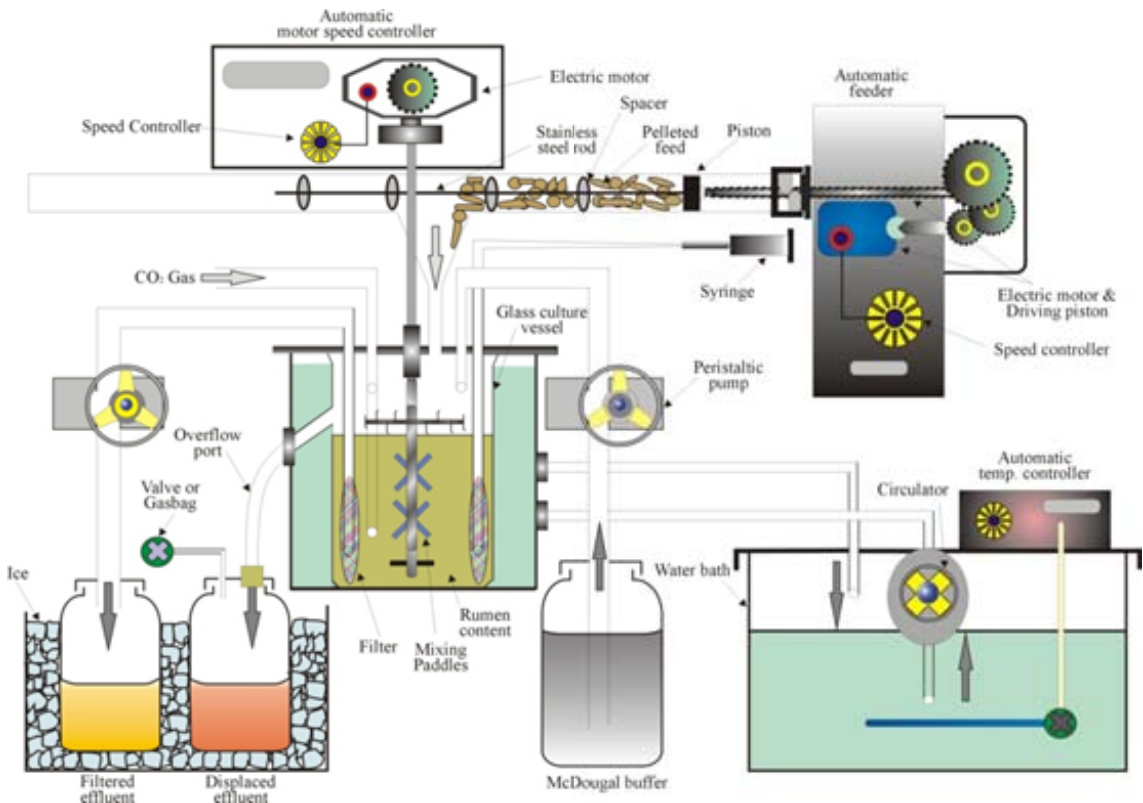 Automatic
motor speed controller
Electric motor
Speed Controller
Spacer
Stainless
steel rod
Pelleted
feed
Piston
Automatic
feeder
CO₂ Gas
Syringe
Glass culture
vessel
Electric motor &
Driving piston
Speed controller
Peristaltic
pump
Overflow
port
Valve or
Gasbag
Automatic
temp. controller
Circulator
Ice
Water bath
Filter
Mixing
Paddles
Rumen
content
Filtered
effluent
Displaced
effluent
McDougal buffer